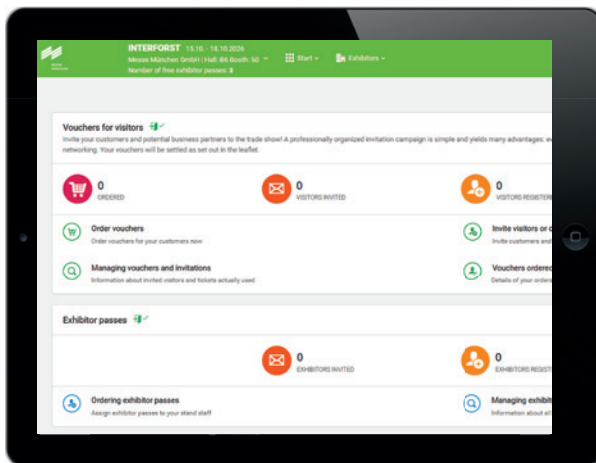 INTERFORST 15.10. - 18.10.2026
Messe München GmbH | Hall: B6 Booth: 50
Number of free exhibitor passes: 3
Start
Exhibitors
Vouchers for visitors
Invite your customers and potential business partners to the trade show! A professionally organized invitation campaign is simple and yields many advantages:
networking. Your vouchers will be settled as set out in the leaflet.
0
ORDERED
0
VISITORS INVITED
0
VISITORS REGISTER
Order vouchers
Order vouchers for your customers now
Invite visitors or
Invite customers and
Managing vouchers and invitations
Information about invited visitors and tickets actually used
Vouchers ordered
Details of your orders
Exhibitor passes
0
EXHIBITORS INVITED
0
EXHIBITORS REGIST
Ordering exhibitor passes
Assign exhibitor passes to your stand staff
Managing exhibit
Information about all